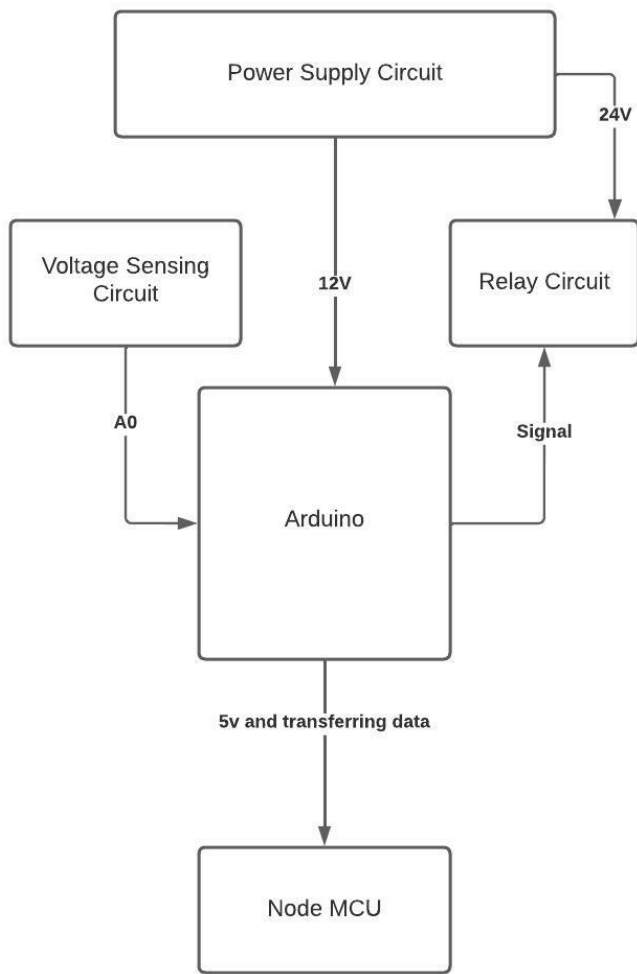 Power Supply Circuit
24V
Voltage Sensing
Circuit
12V
Relay Circuit
A0
Signal
Arduino
5v and transferring data
Node MCU